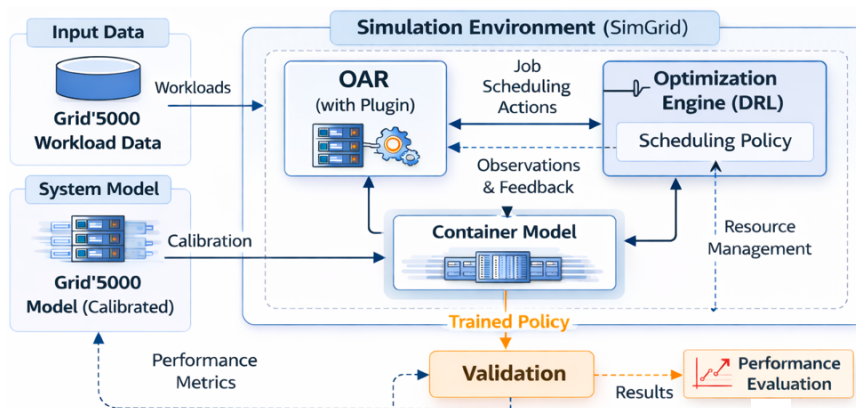 Input Data
Grid'5000
Workload Data
Workloads
Simulation Environment (SimGrid)
OAR
(with Plugin)
Job
Scheduling
Actions
Optimization
Engine (DRL)
Scheduling Policy
Observations
& Feedback
System Model
Grid'5000
Model (Calibrated)
Calibration
Container Model
Resource
Management
Trained Policy
Performance
Metrics
Validation
Results
Performance
Evaluation